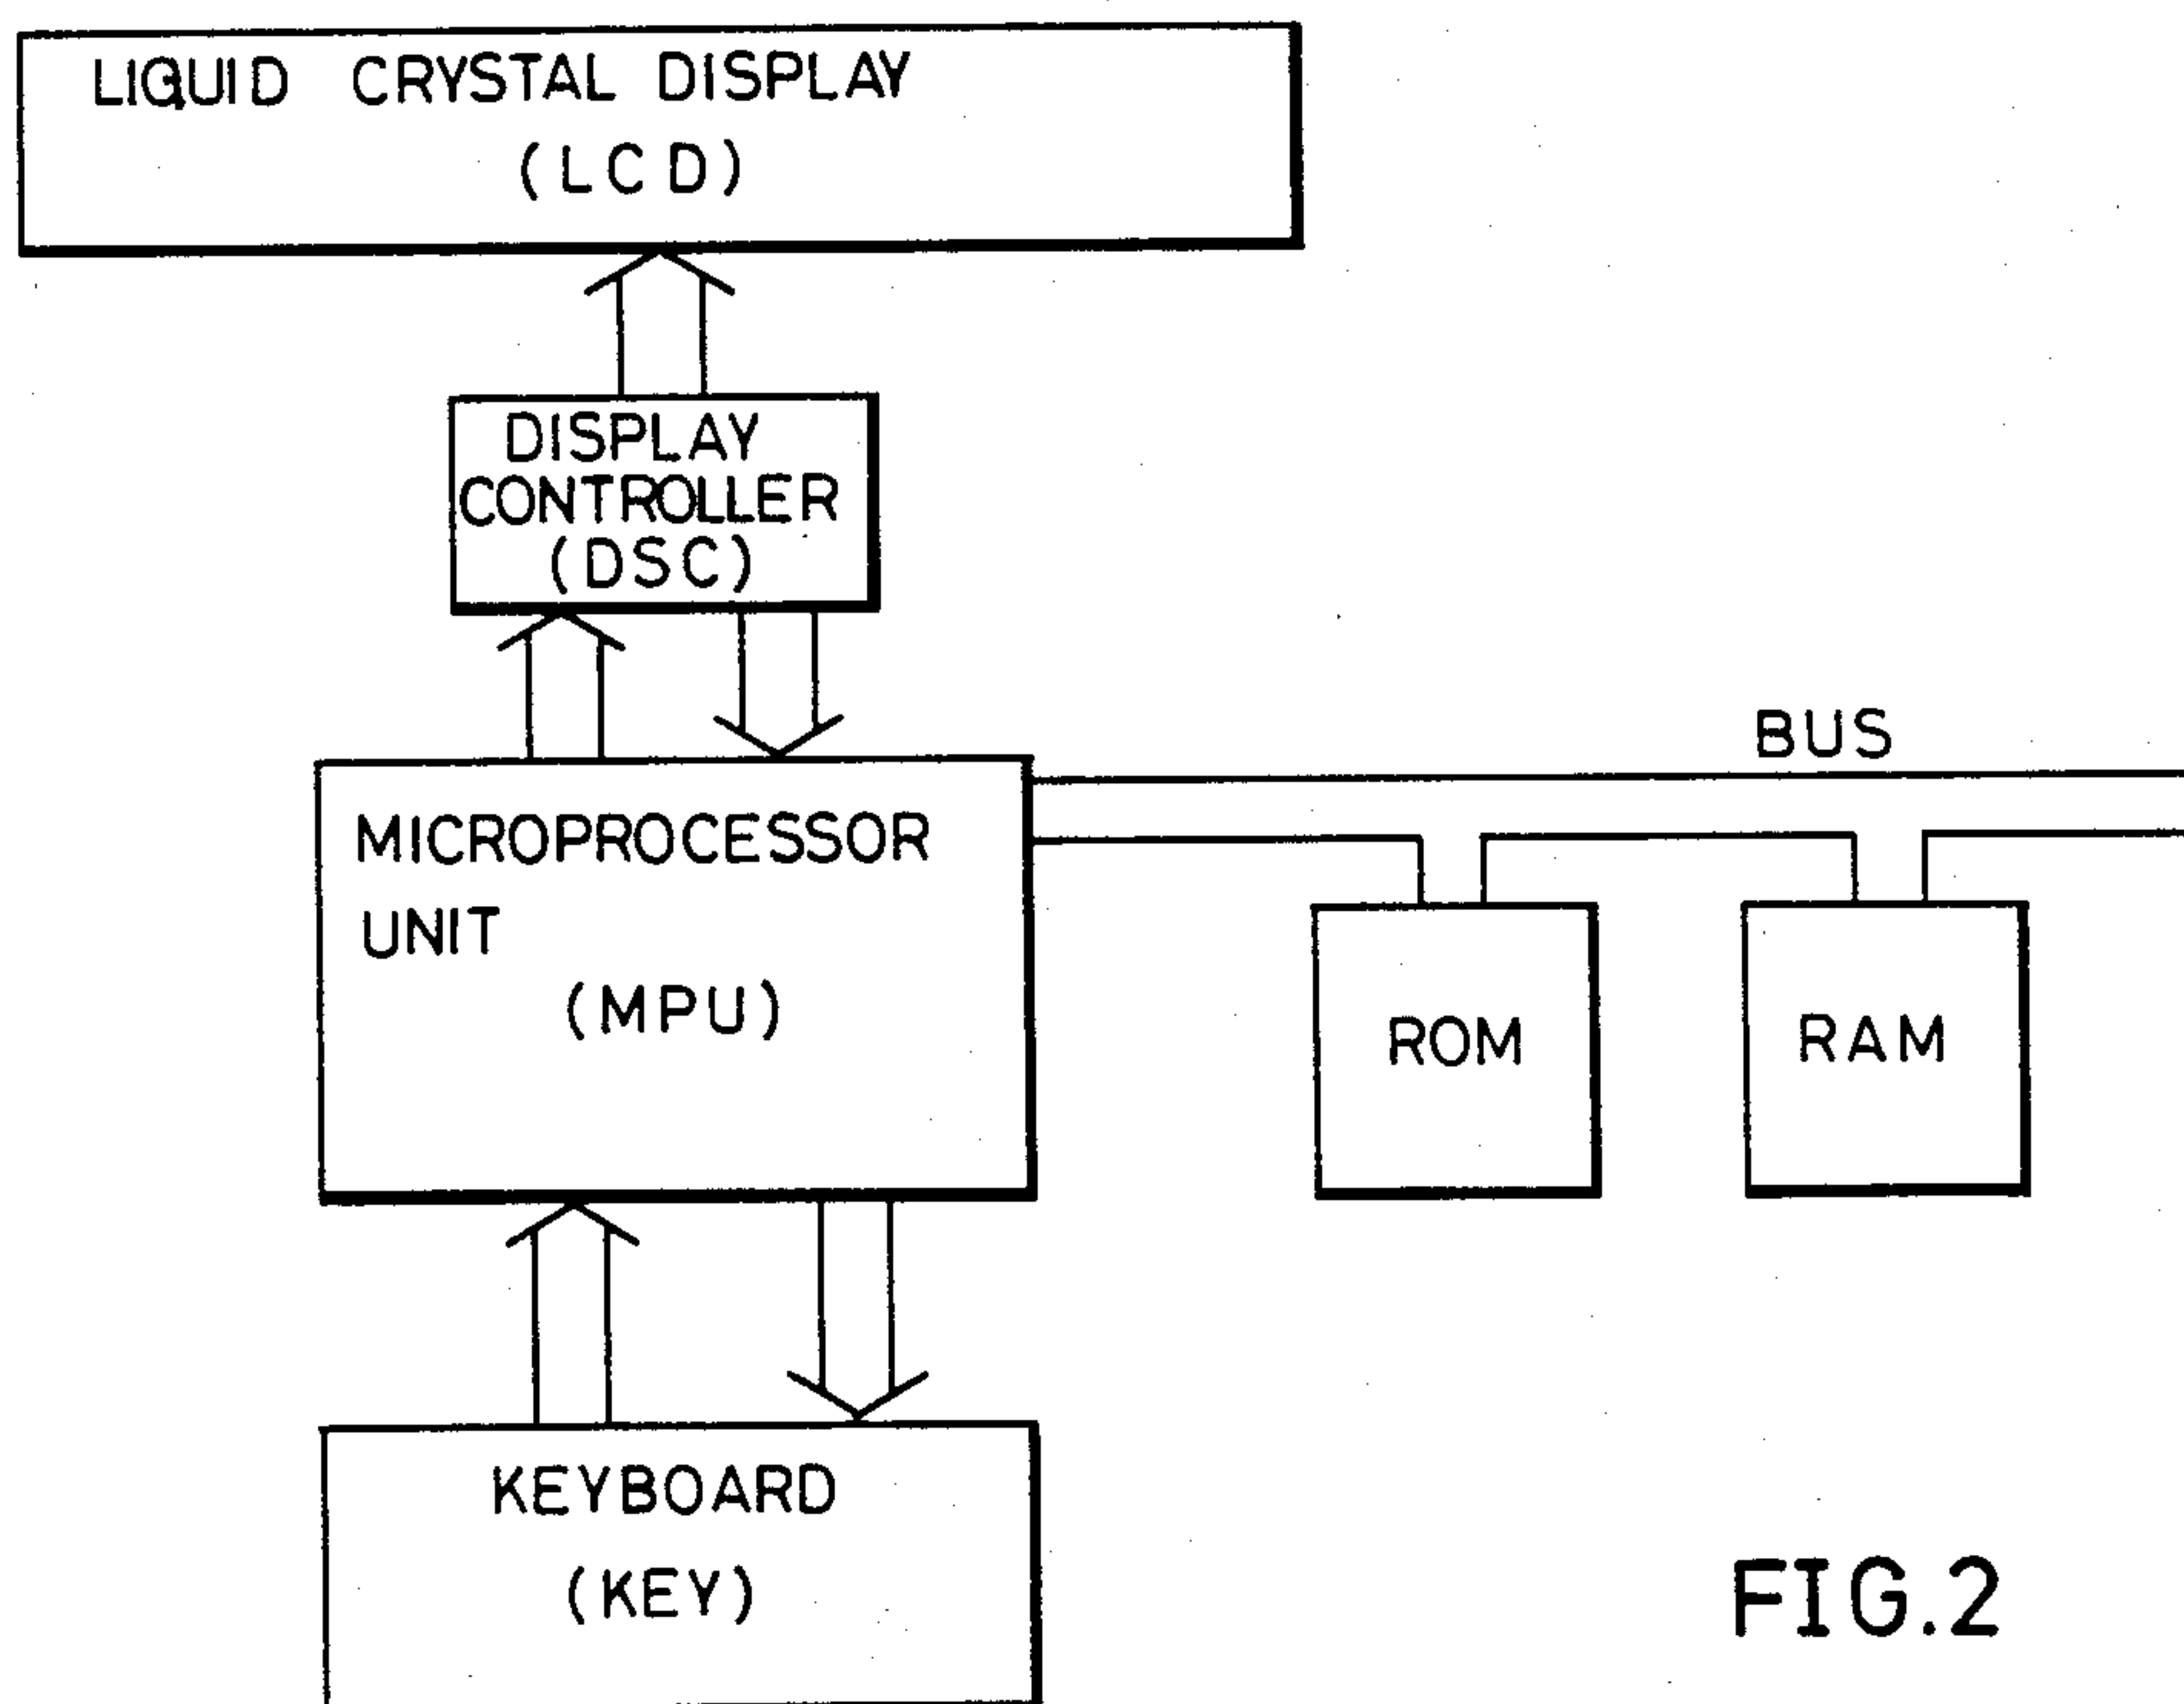 LIQUID CRYSTAL DISPLAY
(LCD)
DISPLAY
CONTROLLER
(DSC)
BUS
MICROPROCESSOR
UNIT
(MPU)
ROM
RAM
KEYBOARD
(KEY)
FIG.2